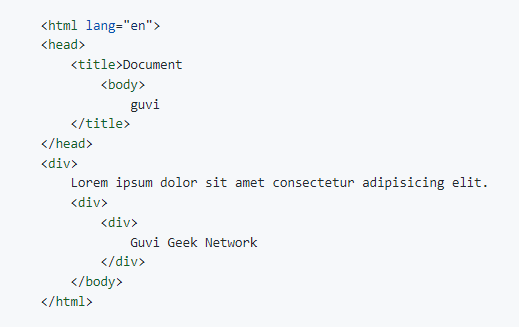 <html lang="en">
<head>
<title>Document
<body>
guvi
</title>
</head>
<div>
Lorem ipsum dolor sit amet consectetur adipisicing elit.
<div>
<div>
Guvi Geek Network
</div>
</body>
</html>